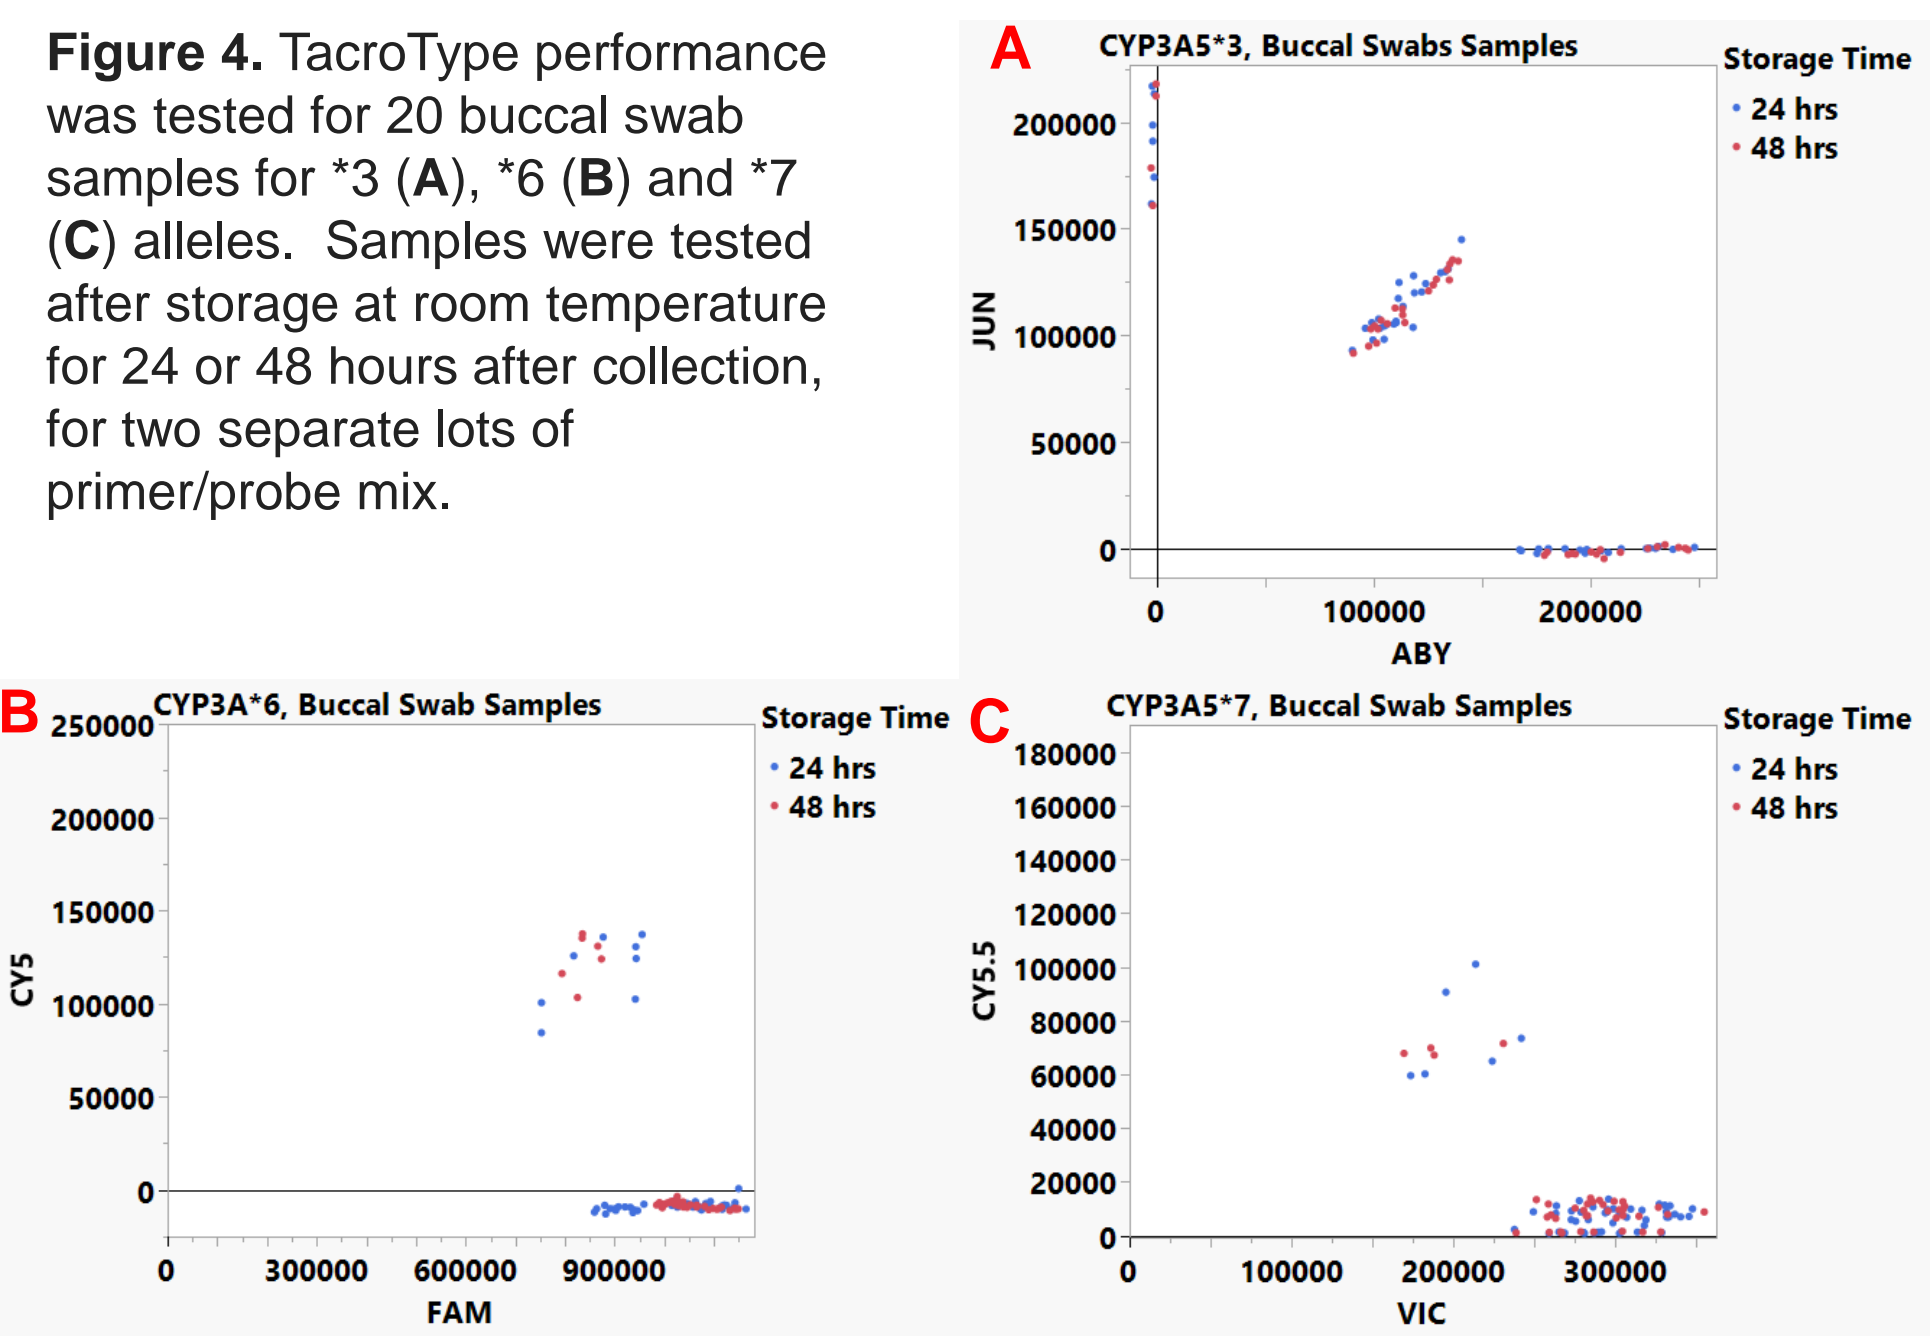 Figure 4. TacroType performance
was tested for 20 buccal swab
samples for *3 (A), *6 (B) and *7
(C) alleles.  Samples were tested
after storage at room temperature
for 24 or 48 hours after collection,
for two separate lots of
primer/probe mix.
A
CYP3A5*3, Buccal Swabs Samples
Storage Time
24 hrs
48 hrs
JUN
200000
150000
100000
50000
0
0
100000
200000
ABY
B
CYP3A*6, Buccal Swab Samples
Storage Time
24 hrs
48 hrs
CY5
250000
200000
150000
100000
50000
0
0
300000
600000
900000
FAM
C
CYP3A5*7, Buccal Swab Samples
Storage Time
24 hrs
48 hrs
CY5.5
180000
160000
140000
120000
100000
80000
60000
40000
20000
0
0
100000
200000
300000
VIC